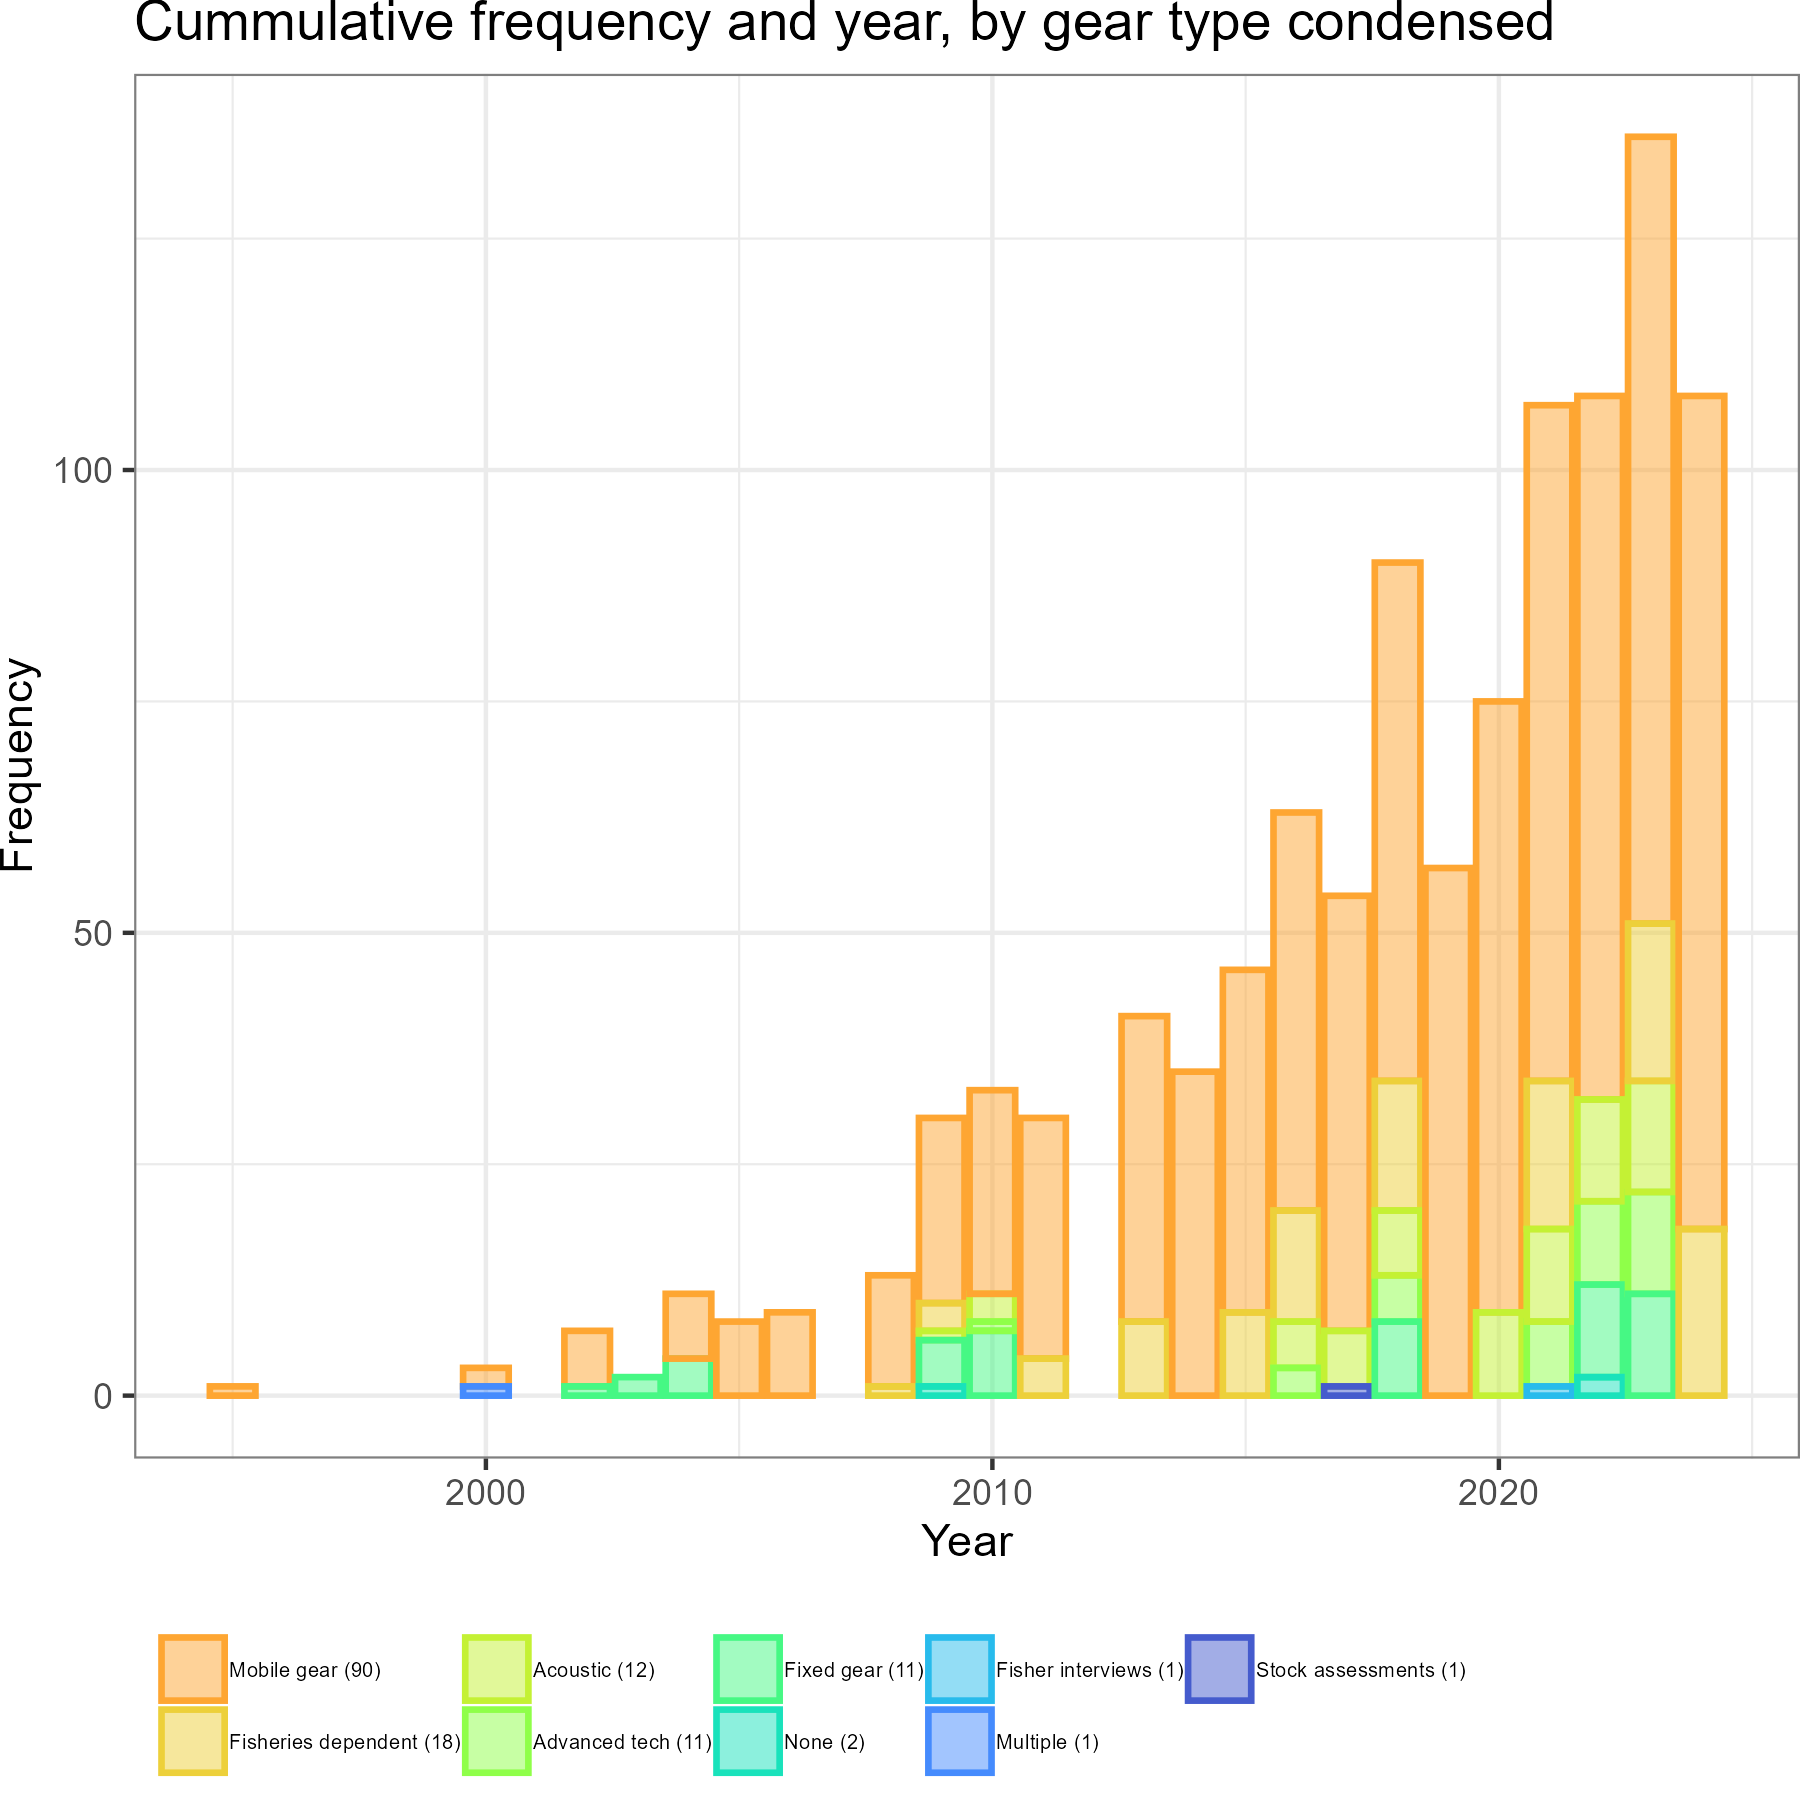 Cummulative frequency and year, by gear type condensed
Frequency
100
50
0
2000 2010 2020
Year
Mobile gear (90) Acoustic (12) Fixed gear (11) Fisher interviews (1) Stock assessments (1)
Fisheries dependent (18) Advanced tech (11) None (2) Multiple (1)